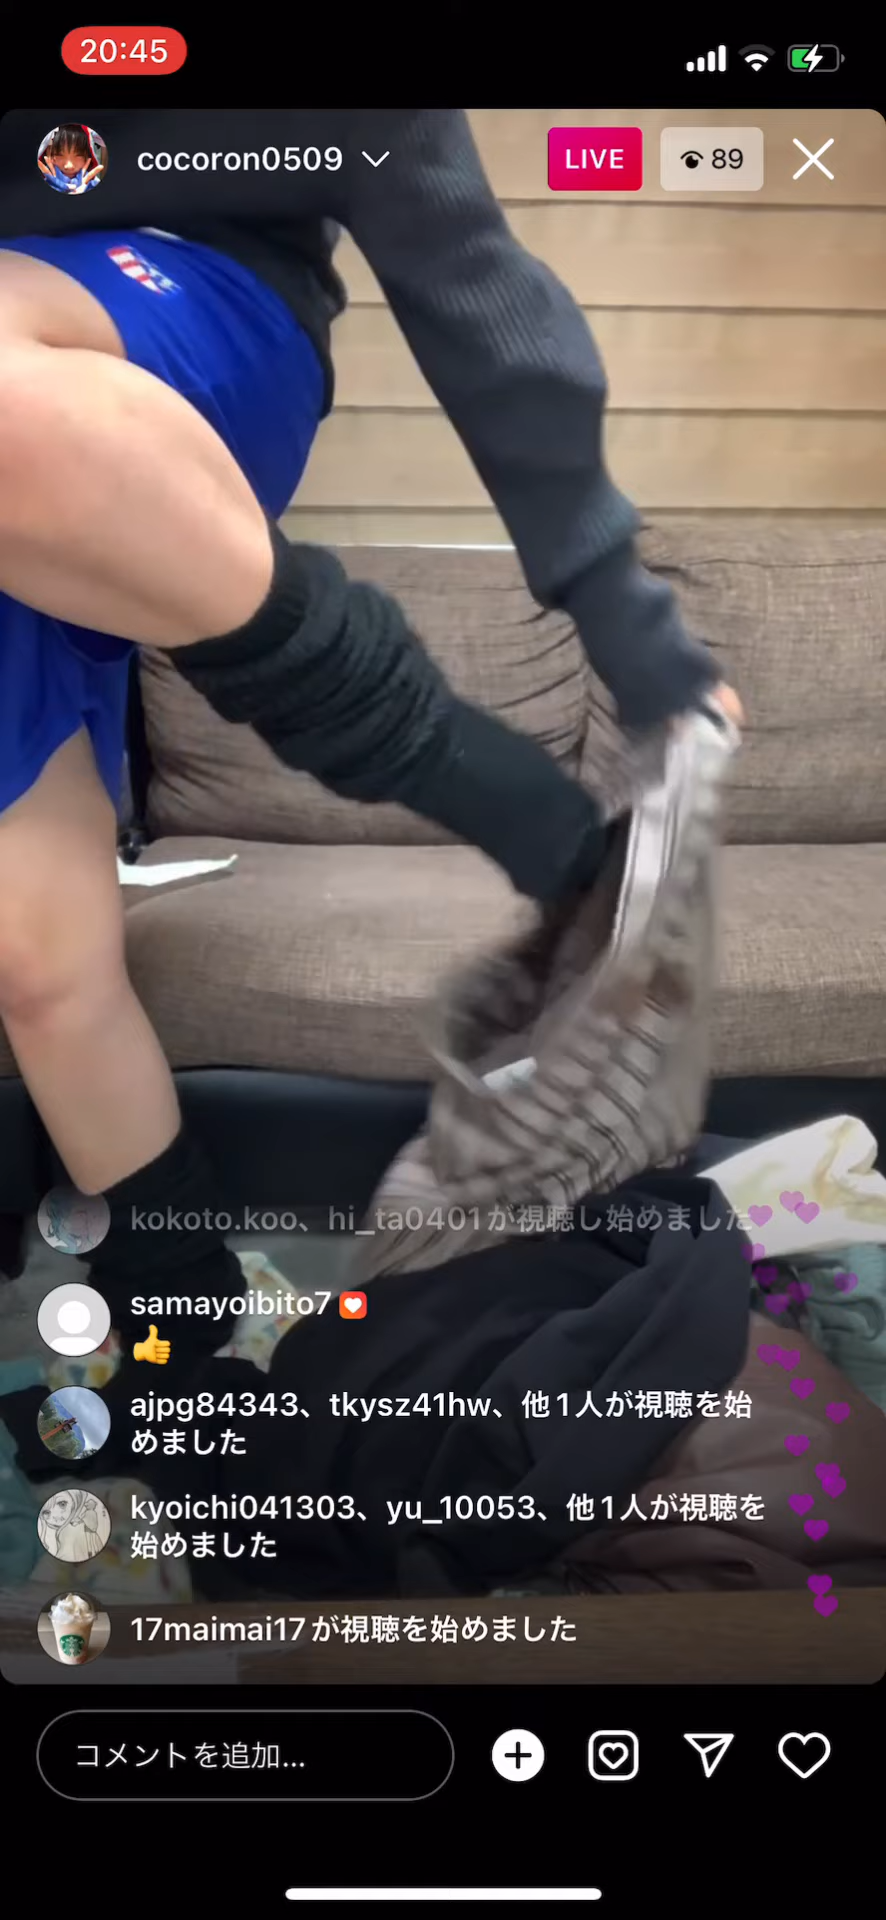 20:45
cocoron0509
LIVE
89
kokoto.koo、hi_ta0401が視聴し始めました
samayoibito7
ajpg84343、tkysz41hw、他1人が視聴を始
めました
kyoichi041303、yu_10053、他1人が視聴を
始めました
17maimai17が視聴を始めました
コメントを追加...